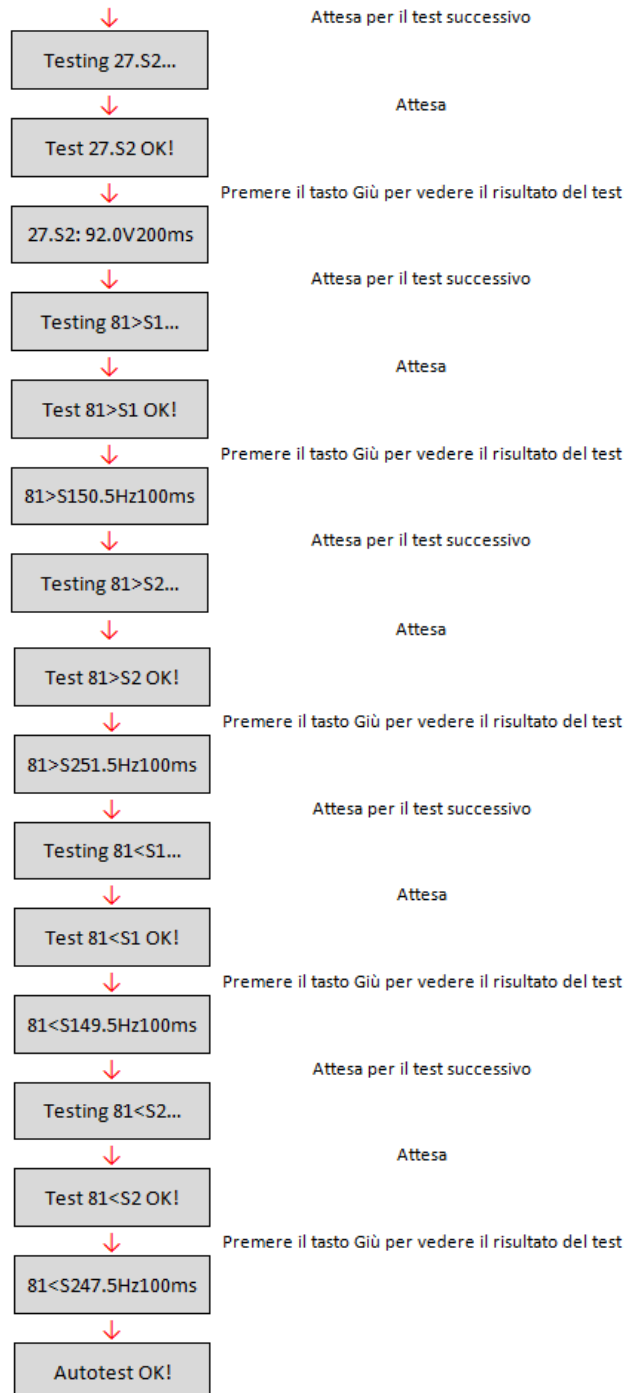 Attesa per il test successivo
Testing 27.S2...
Attesa
Test 27.S2 OK!
Premere il tasto Giù per vedere il risultato del test
27.S2: 92.0V200ms
Attesa per il test successivo
Testing 81>S1...
Attesa
Test 81>S1 OK!
Premere il tasto Giù per vedere il risultato del test
81>S150.5Hz100ms
Attesa per il test successivo
Testing 81>S2...
Attesa
Test 81>S2 OK!
Premere il tasto Giù per vedere il risultato del test
81>S251.5Hz100ms
Attesa per il test successivo
Testing 81<S1...
Attesa
Test 81<S1 OK!
Premere il tasto Giù per vedere il risultato del test
81<S149.5Hz100ms
Attesa per il test successivo
Testing 81<S2...
Attesa
Test 81<S2 OK!
Premere il tasto Giù per vedere il risultato del test
81<S247.5Hz100ms
Autotest OK!